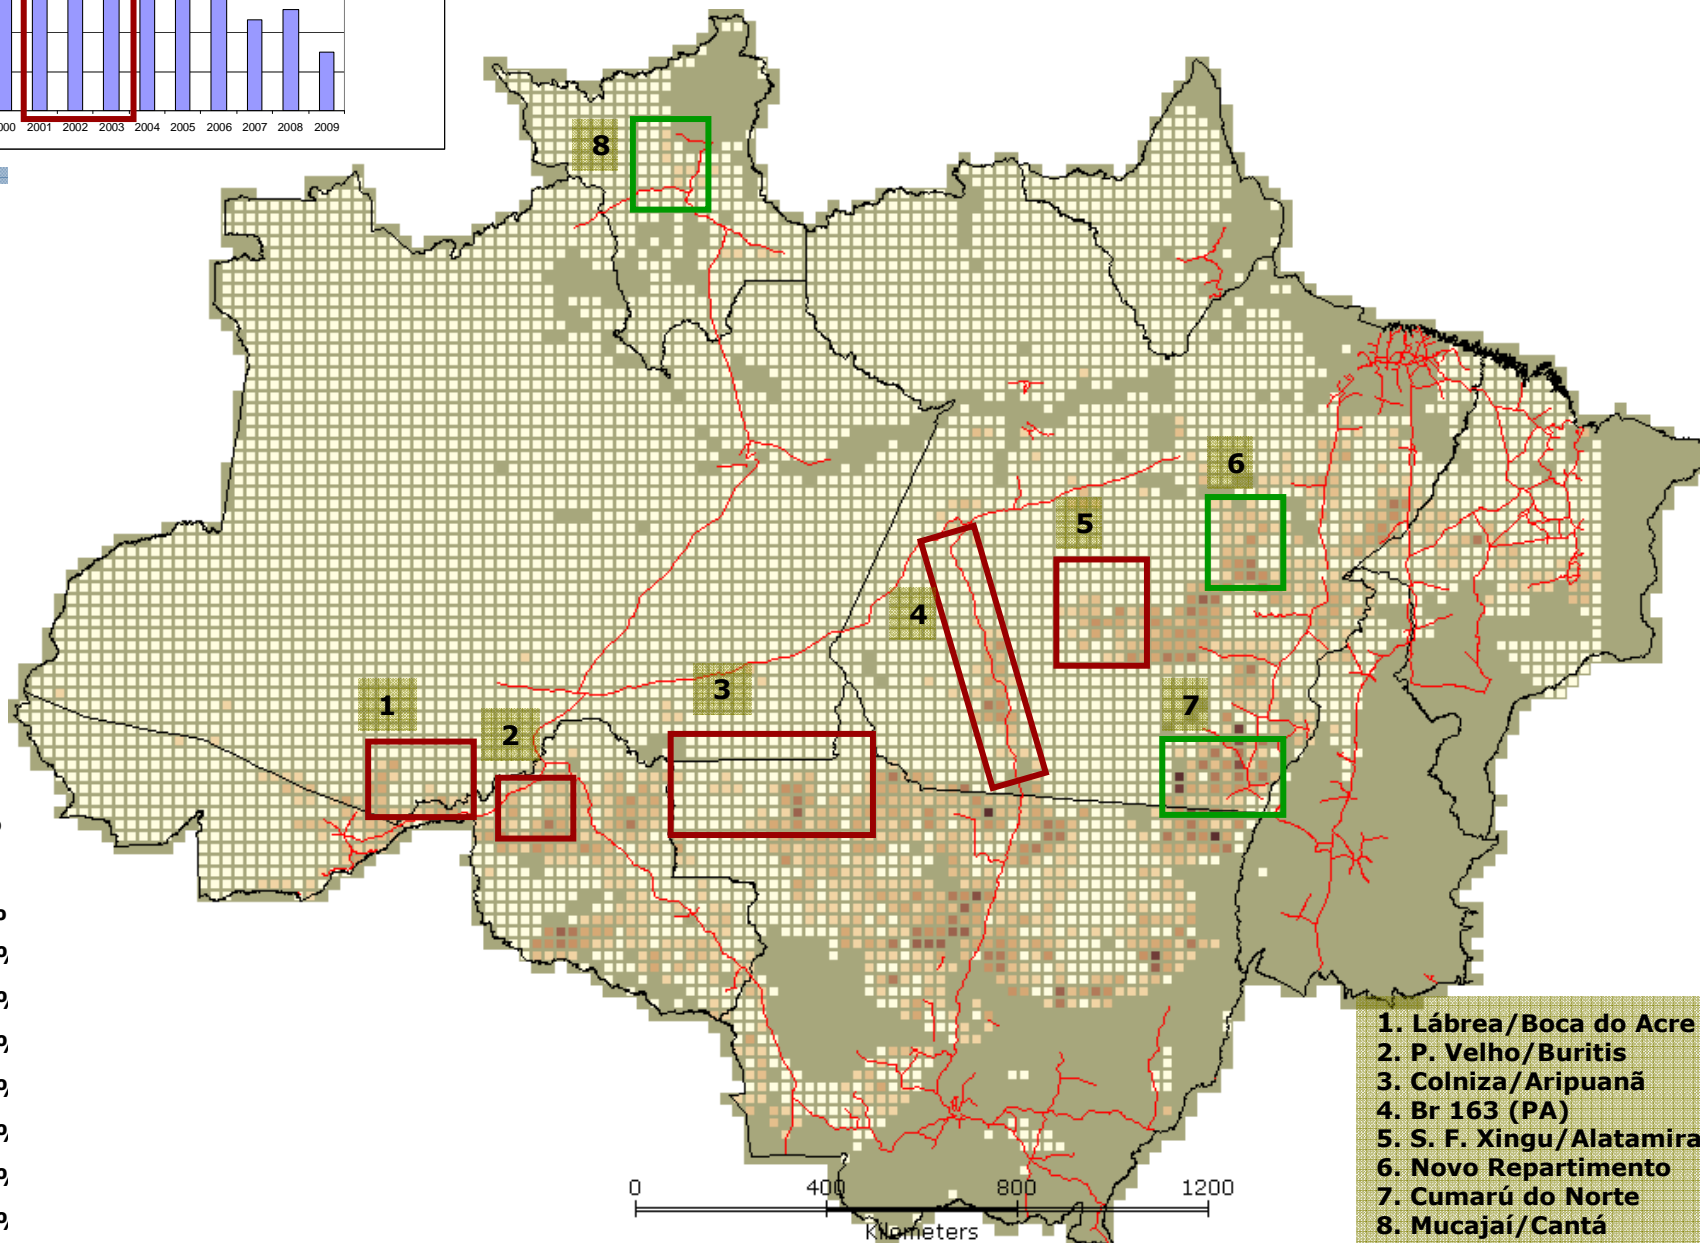 00 2001 2002 2003 2004 2005 2006 2007 2008 2009
8
6
5
4
3
7
1
2
0 400 800 1200
Kilometers
1. Lábrea/Boca do Acre
2. P. Velho/Buritis
3. Colniza/Aripuanã
4. Br 163 (PA)
5. S. F. Xingu/Alatamira
6. Novo Repartimento
7. Cumarú do Norte
8. Mucajaí/Cantá
%
%
%
%
%
%
%